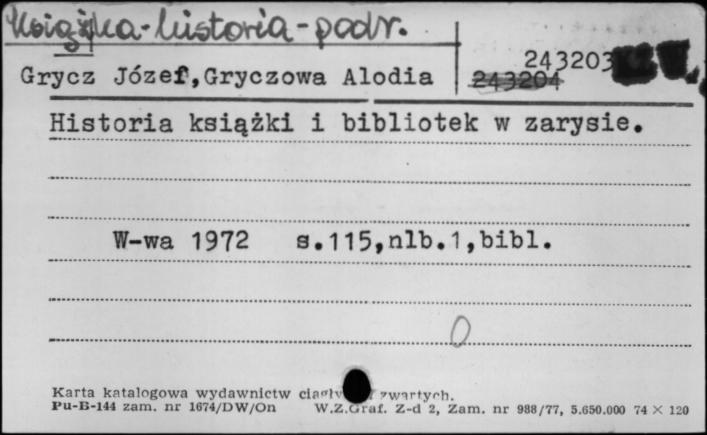 Książka-historia-podr.
243203
Grycz Józef,Gryczowa Alodia 243204
Historia książki i bibliotek w zarysie.
W-wa 1972 s.115,nlb.1,bibl.
0
Karta katalogowa wydawnictw zwartych.
Pu-B-144 zam. nr 1674/DW/On W.Z.Graf. Z-d 2, Zam. nr 988/77, 5.650.000 74 × 120